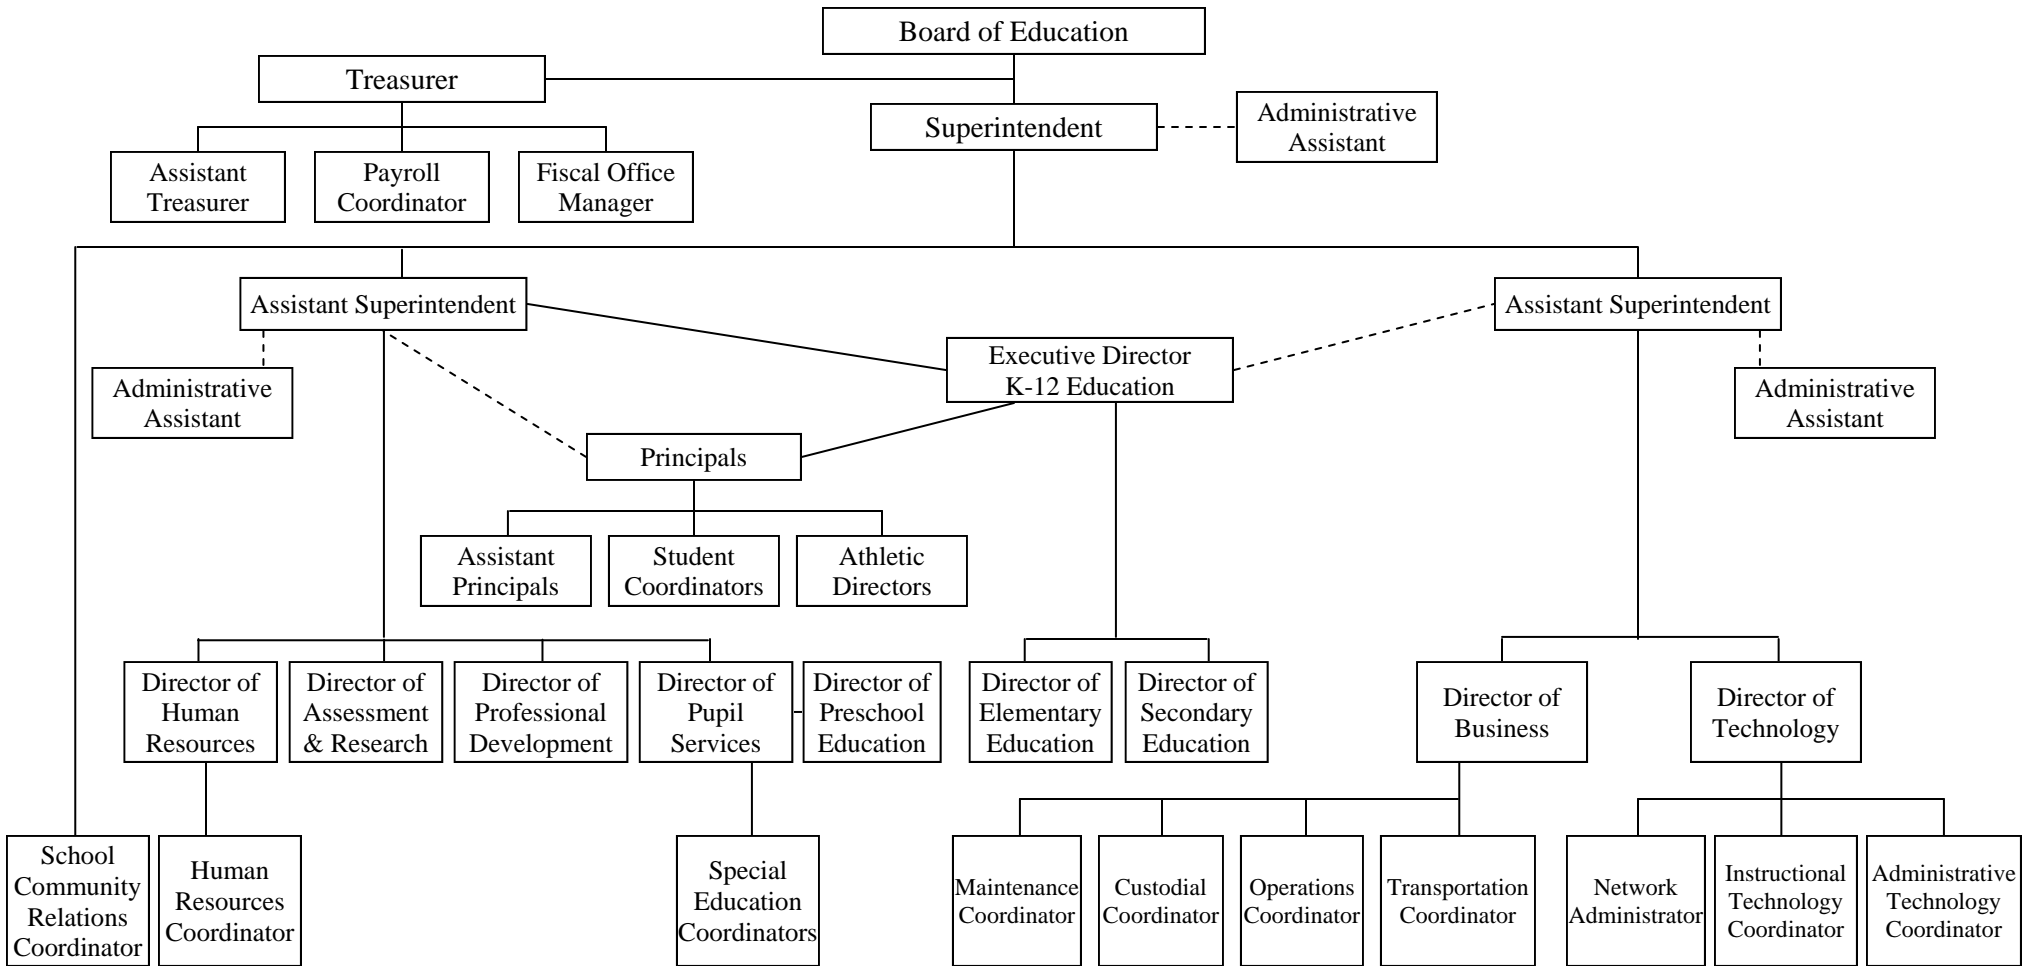 Board of Education
Treasurer
Superintendent
Administrative
Assistant
Assistant
Treasurer
Payroll
Coordinator
Fiscal Office
Manager
Assistant Superintendent
Assistant Superintendent
Executive Director
K-12 Education
Administrative
Assistant
Administrative
Assistant
Principals
Assistant
Principals
Student
Coordinators
Athletic
Directors
Director of
Human
Resources
Director of
Assessment
& Research
Director of
Professional
Development
Director of
Pupil
Services
Director of
Preschool
Education
Director of
Elementary
Education
Director of
Secondary
Education
Director of
Business
Director of
Technology
School
Community
Relations
Coordinator
Human
Resources
Coordinator
Special
Education
Coordinators
Maintenance
Coordinator
Custodial
Coordinator
Operations
Coordinator
Transportation
Coordinator
Network
Administrator
Instructional
Technology
Coordinator
Administrative
Technology
Coordinator